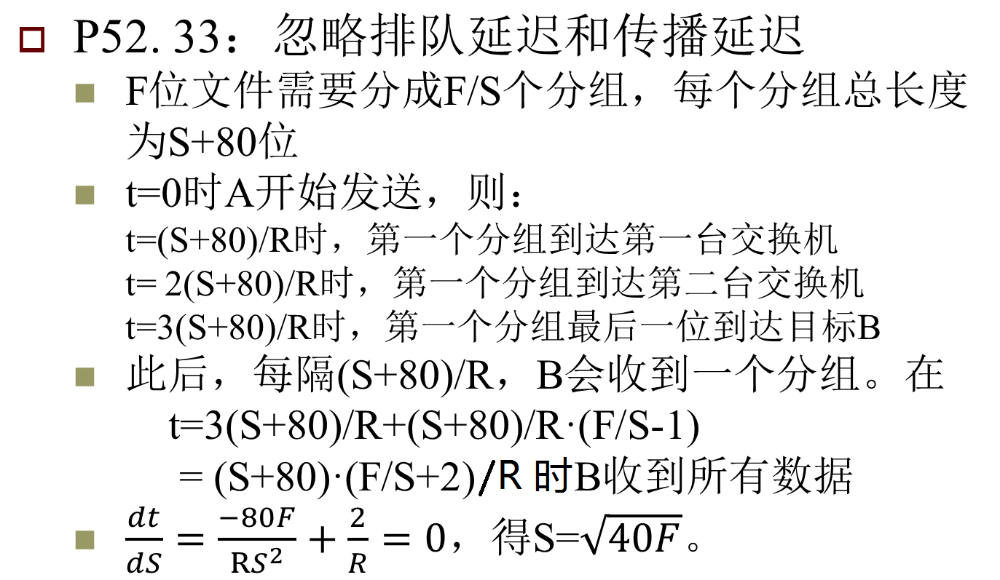 P52. 33：忽略排队延迟和传播延迟
F位文件需要分成F/S个分组，每个分组总长度
为S+80位
t=0时A开始发送，则：
t=(S+80)/R时，第一个分组到达第一台交换机
t= 2(S+80)/R时，第一个分组到达第二台交换机
t=3(S+80)/R时，第一个分组最后一位到达目标B
此后，每隔(S+80)/R，B会收到一个分组。在
t=3(S+80)/R+(S+80)/R·(F/S-1)
= (S+80)·(F/S+2)/R 时B收到所有数据
dt/dS = −80F/RS² + 2/R = 0，得S=√40F。